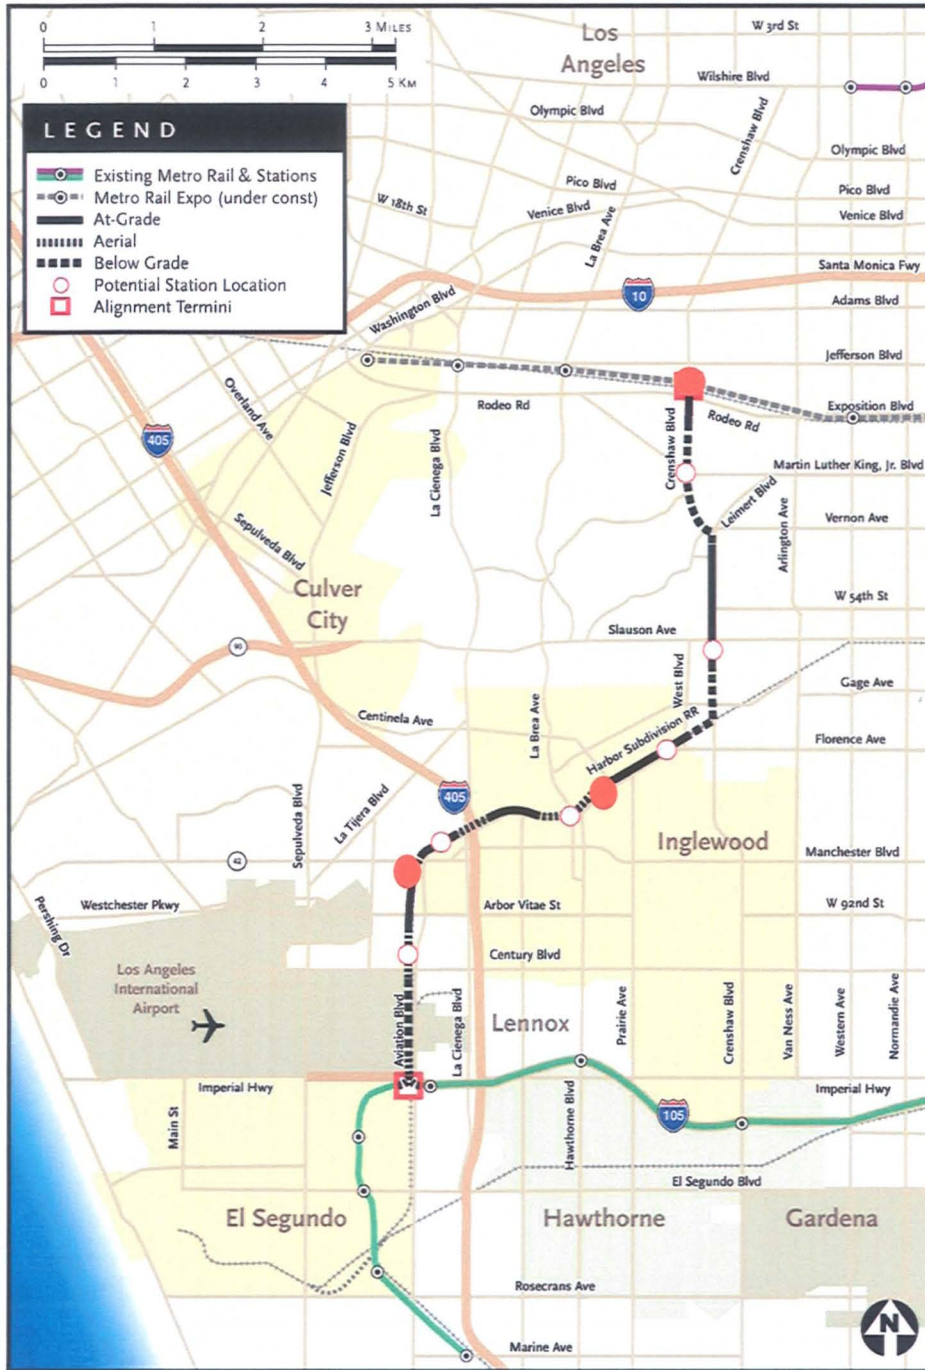 0 1 2 3 Miles
0 1 2 3 4 5 Km
LEGEND
Existing Metro Rail & Stations
Metro Rail Expo (under const)
At-Grade
Aerial
Below Grade
Potential Station Location
Alignment Termini
Los
Angeles
W 3rd St
Wilshire Blvd
Olympic Blvd
Crenshaw Blvd
Olympic Blvd
Pico Blvd
Pico Blvd
W 18th St
Venice Blvd
La Brea Ave
Venice Blvd
Santa Monica Fwy
10
Adams Blvd
Washington Blvd
Jefferson Blvd
Overland Ave
Rodeo Rd
Exposition Blvd
Rodeo Rd
405
Jefferson Blvd
La Cienega Blvd
Crenshaw Blvd
Martin Luther King, Jr. Blvd
Leimert Blvd
Arlington Ave
Vernon Ave
Sepulveda Blvd
Culver
City
W 54th St
Slauson Ave
90
West Blvd
Gage Ave
La Brea Ave
Centinela Ave
Harbor Subdivision RR
Florence Ave
405
Sepulveda Blvd
La Tijera Blvd
Inglewood
42
Manchester Blvd
Pershing Dr
Westchester Pkwy
Arbor Vitae St
W 92nd St
Century Blvd
Los Angeles
International
Airport
Aviation Blvd
La Cienega Blvd
Lennox
Prairie Ave
Crenshaw Blvd
Van Ness Ave
Western Ave
Normandie Ave
Imperial Hwy
Imperial Hwy
Main St
Hawthorne Blvd
105
El Segundo Blvd
El Segundo
Hawthorne
Gardena
Rosecrans Ave
N
Marine Ave